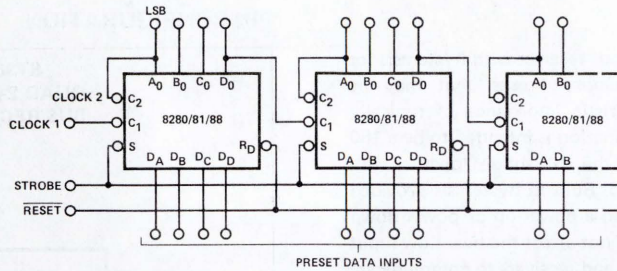 LSB
A0 B0 C0 D0 A0 B0 C0 D0 A0 B0
CLOCK 2 C2 C2 C2
CLOCK 1 C1 8280/81/88 C1 8280/81/88 C1 8280/81/88
S RD S RD S
DA DB DC DD DA DB DC DD DA DB
STROBE
RESET
PRESET DATA INPUTS